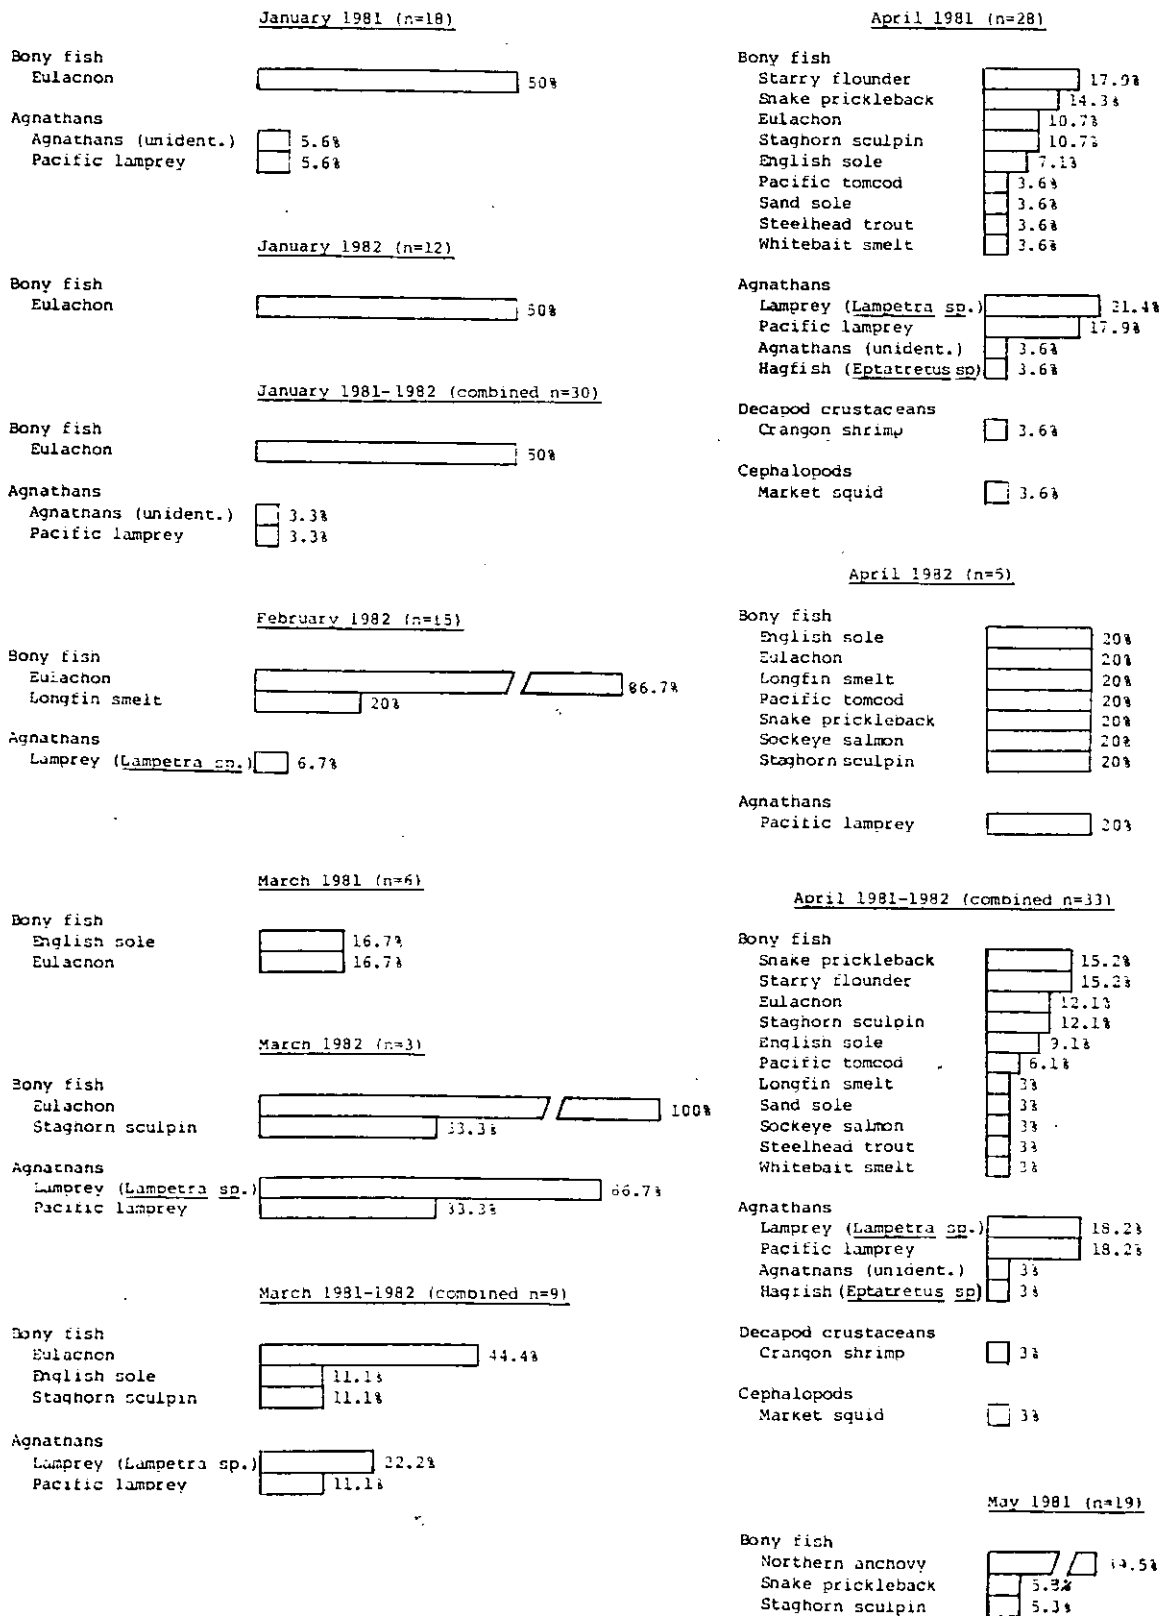 January 1981 (n=18)
Bony fish
Eulacnon 50%
Agnathans
Agnathans (unident.) 5.6%
Pacific lamprey 5.6%
January 1982 (n=12)
Bony fish
Eulachon 50%
January 1981-1982 (combined n=30)
Bony fish
Eulachon 50%
Agnathans
Agnatnans (unident.) 3.3%
Pacific lamprey 3.3%
February 1982 (n=15)
Bony fish
Eulachon 86.7%
Longfin smelt 20%
Agnathans
Lamprey (Lampetra sp.) 6.7%
March 1981 (n=6)
Bony fish
English sole 16.7%
Eulacnon 16.7%
March 1982 (n=3)
Bony fish
Eulachon 100%
Staghorn sculpin 33.3%
Agnatnans
Lamprey (Lampetra sp.) 66.7%
Pacific lamprey 33.3%
March 1981-1982 (combined n=9)
Bony fish
Eulacnon 44.4%
English sole 11.1%
Staghorn sculpin 11.1%
Agnatnans
Lamprey (Lampetra sp.) 22.2%
Pacific lamprey 11.1%
April 1981 (n=28)
Bony fish
Starry flounder 17.9%
Snake prickleback 14.3%
Eulachon 10.7%
Staghorn sculpin 10.7%
English sole 7.1%
Pacific tomcod 3.6%
Sand sole 3.6%
Steelhead trout 3.6%
Whitebait smelt 3.6%
Agnathans
Lamprey (Lampetra sp.) 21.4%
Pacific lamprey 17.9%
Agnathans (unident.) 3.6%
Hagfish (Eptatretus sp) 3.6%
Decapod crustaceans
Crangon shrimp 3.6%
Cephalopods
Market squid 3.6%
April 1982 (n=5)
Bony fish
English sole 20%
Eulachon 20%
Longfin smelt 20%
Pacific tomcod 20%
Snake prickleback 20%
Sockeye salmon 20%
Staghorn sculpin 20%
Agnathans
Pacific lamprey 20%
April 1981-1982 (combined n=33)
Bony fish
Snake prickleback 15.2%
Starry flounder 15.2%
Eulachon 12.1%
Staghorn sculpin 12.1%
English sole 9.1%
Pacific tomcod 6.1%
Longfin smelt 3%
Sand sole 3%
Sockeye salmon 3%
Steelhead trout 3%
Whitebait smelt 3%
Agnathans
Lamprey (Lampetra sp.) 18.2%
Pacific lamprey 18.2%
Agnatnans (unident.) 3%
Hagfish (Eptatretus sp) 3%
Decapod crustaceans
Crangon shrimp 3%
Cephalopods
Market squid 3%
May 1981 (n=19)
Bony fish
Northern anchovy
Snake prickleback 5.3%
Staghorn sculpin 5.3%